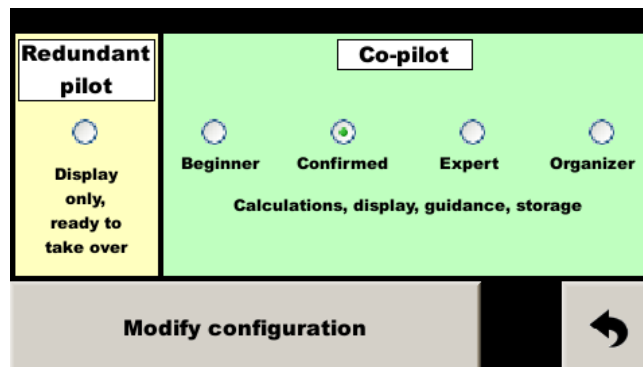 Redundant
pilot
Display
only,
ready to
take over
Co-pilot
Beginner Confirmed Expert Organizer
Calculations, display, guidance, storage
Modify configuration